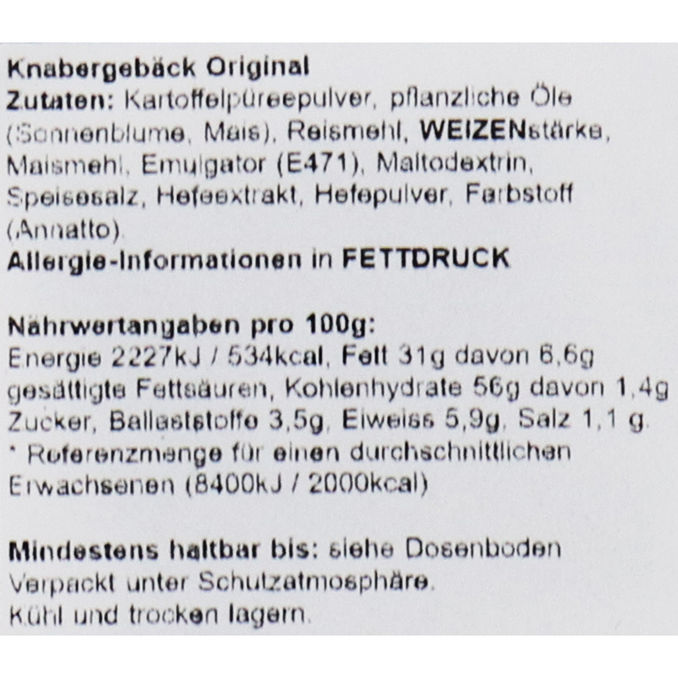 Knabergebäck Original
Zutaten: Kartoffelpüreepulver, pflanzliche Öle
(Sonnenblume, Mais), Reismehl, WEIZENstärke,
Maismehl, Emulgator (E471), Maltodextrin,
Speisesalz, Hefeextrakt, Hefepulver, Farbstoff
(Annatto).
Allergie-Informationen in FETTDRUCK
Nährwertangaben pro 100g:
Energie 2227kJ / 534kcal, Fett 31g davon 6,6g
gesättigte Fettsäuren, Kohlenhydrate 56g davon 1,4g
Zucker, Ballaststoffe 3,5g, Eiweiss 5,9g, Salz 1,1 g.
* Referenzmenge für einen durchschnittlichen
Erwachsenen (8400kJ / 2000kcal)
Mindestens haltbar bis: siehe Dosenboden
Verpackt unter Schutzatmosphäre.
Kühl und trocken lagern.